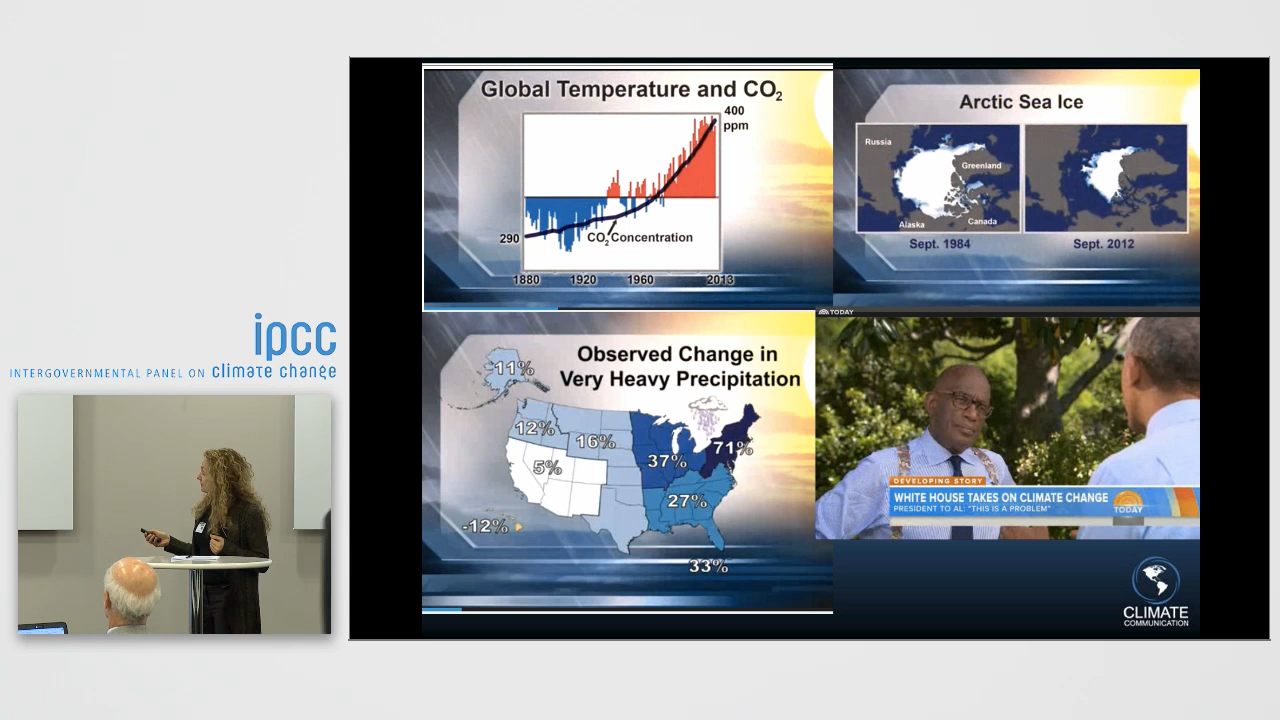 ipcc
INTERGOVERNMENTAL PANEL ON climate change
Global Temperature and CO2
400
ppm
290
CO2 Concentration
1880 1920 1960 2013
Arctic Sea Ice
Russia
Greenland
Alaska
Canada
Sept. 1984
Sept. 2012
Observed Change in
Very Heavy Precipitation
11%
12%
16%
5%
37%
71%
27%
-12%
33%
TODAY
DEVELOPING STORY
WHITE HOUSE TAKES ON CLIMATE CHANGE
PRESIDENT TO AL: "THIS IS A PROBLEM"
TODAY
CLIMATE
COMMUNICATION